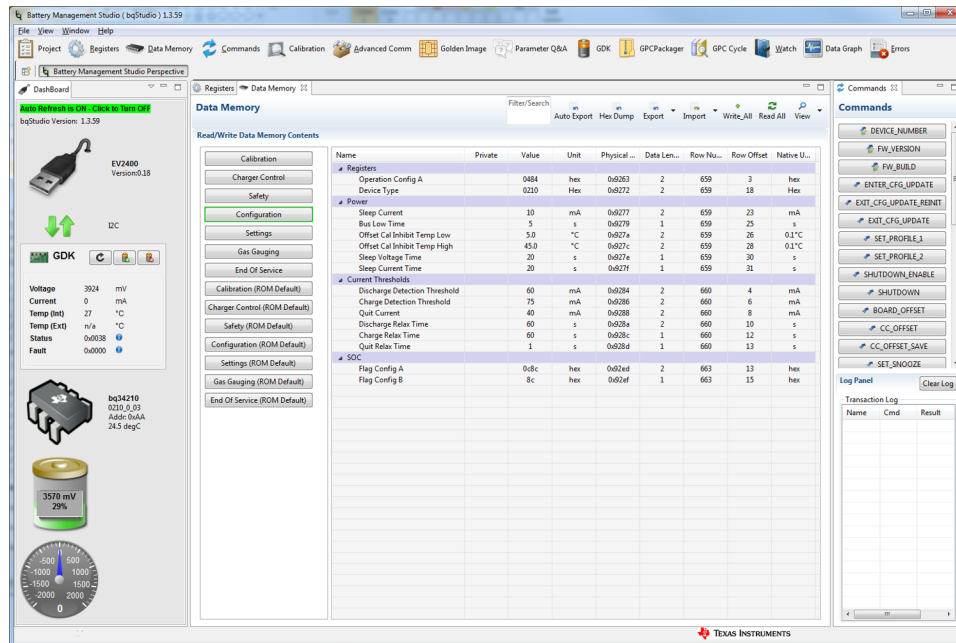 Battery Management Studio ( bqStudio ) 1.3.59
File View Window Help
Project Registers Data Memory Commands Calibration Advanced Comm Golden Image Parameter Q&A GDK GPCPackager GPC Cycle Watch Data Graph Errors
Battery Management Studio Perspective
DashBoard
Auto Refresh is ON - Click to Turn OFF
bqStudio Version: 1.3.59
EV2400
Version:0.18
I2C
GDK
Voltage 3924 mV
Current 0 mA
Temp (Int) 27 °C
Temp (Ext) n/a °C
Status 0x0038
Fault 0x0000
bq34210
0210_0_03
Addr: 0xAA
24.5 degC
3570 mV
29%
-500 500
-1000 1000
-1500 1500
-2000 2000
0
Registers Data Memory
Data Memory
Filter/Search
Auto Export Hex Dump Export Import Write_All Read All View
Read/Write Data Memory Contents
Calibration
Charger Control
Safety
Configuration
Settings
Gas Gauging
End Of Service
Calibration (ROM Default)
Charger Control (ROM Default)
Safety (ROM Default)
Configuration (ROM Default)
Settings (ROM Default)
Gas Gauging (ROM Default)
End Of Service (ROM Default)
Name Private Value Unit Physical ... Data Len... Row Nu... Row Offset Native U...
Registers
Operation Config A 0484 hex 0x9263 2 659 3 hex
Device Type 0210 Hex 0x9272 2 659 18 Hex
Power
Sleep Current 10 mA 0x9277 2 659 23 mA
Bus Low Time 5 s 0x9279 1 659 25 s
Offset Cal Inhibit Temp Low 5.0 °C 0x927a 2 659 26 0.1°C
Offset Cal Inhibit Temp High 45.0 °C 0x927c 2 659 28 0.1°C
Sleep Voltage Time 20 s 0x927e 1 659 30 s
Sleep Current Time 20 s 0x927f 1 659 31 s
Current Thresholds
Discharge Detection Threshold 60 mA 0x9284 2 660 4 mA
Charge Detection Threshold 75 mA 0x9286 2 660 6 mA
Quit Current 40 mA 0x9288 2 660 8 mA
Discharge Relax Time 60 s 0x928a 2 660 10 s
Charge Relax Time 60 s 0x928c 1 660 12 s
Quit Relax Time 1 s 0x928d 1 660 13 s
SOC
Flag Config A 0c8c hex 0x92ed 2 663 13 hex
Flag Config B 8c hex 0x92ef 1 663 15 hex
Commands
Commands
DEVICE_NUMBER
FW_VERSION
FW_BUILD
ENTER_CFG_UPDATE
EXIT_CFG_UPDATE_REINIT
EXIT_CFG_UPDATE
SET_PROFILE_1
SET_PROFILE_2
SHUTDOWN_ENABLE
SHUTDOWN
BOARD_OFFSET
CC_OFFSET
CC_OFFSET_SAVE
SET_SNOOZE
Log Panel Clear Log
Transaction Log
Name Cmd Result
TEXAS INSTRUMENTS